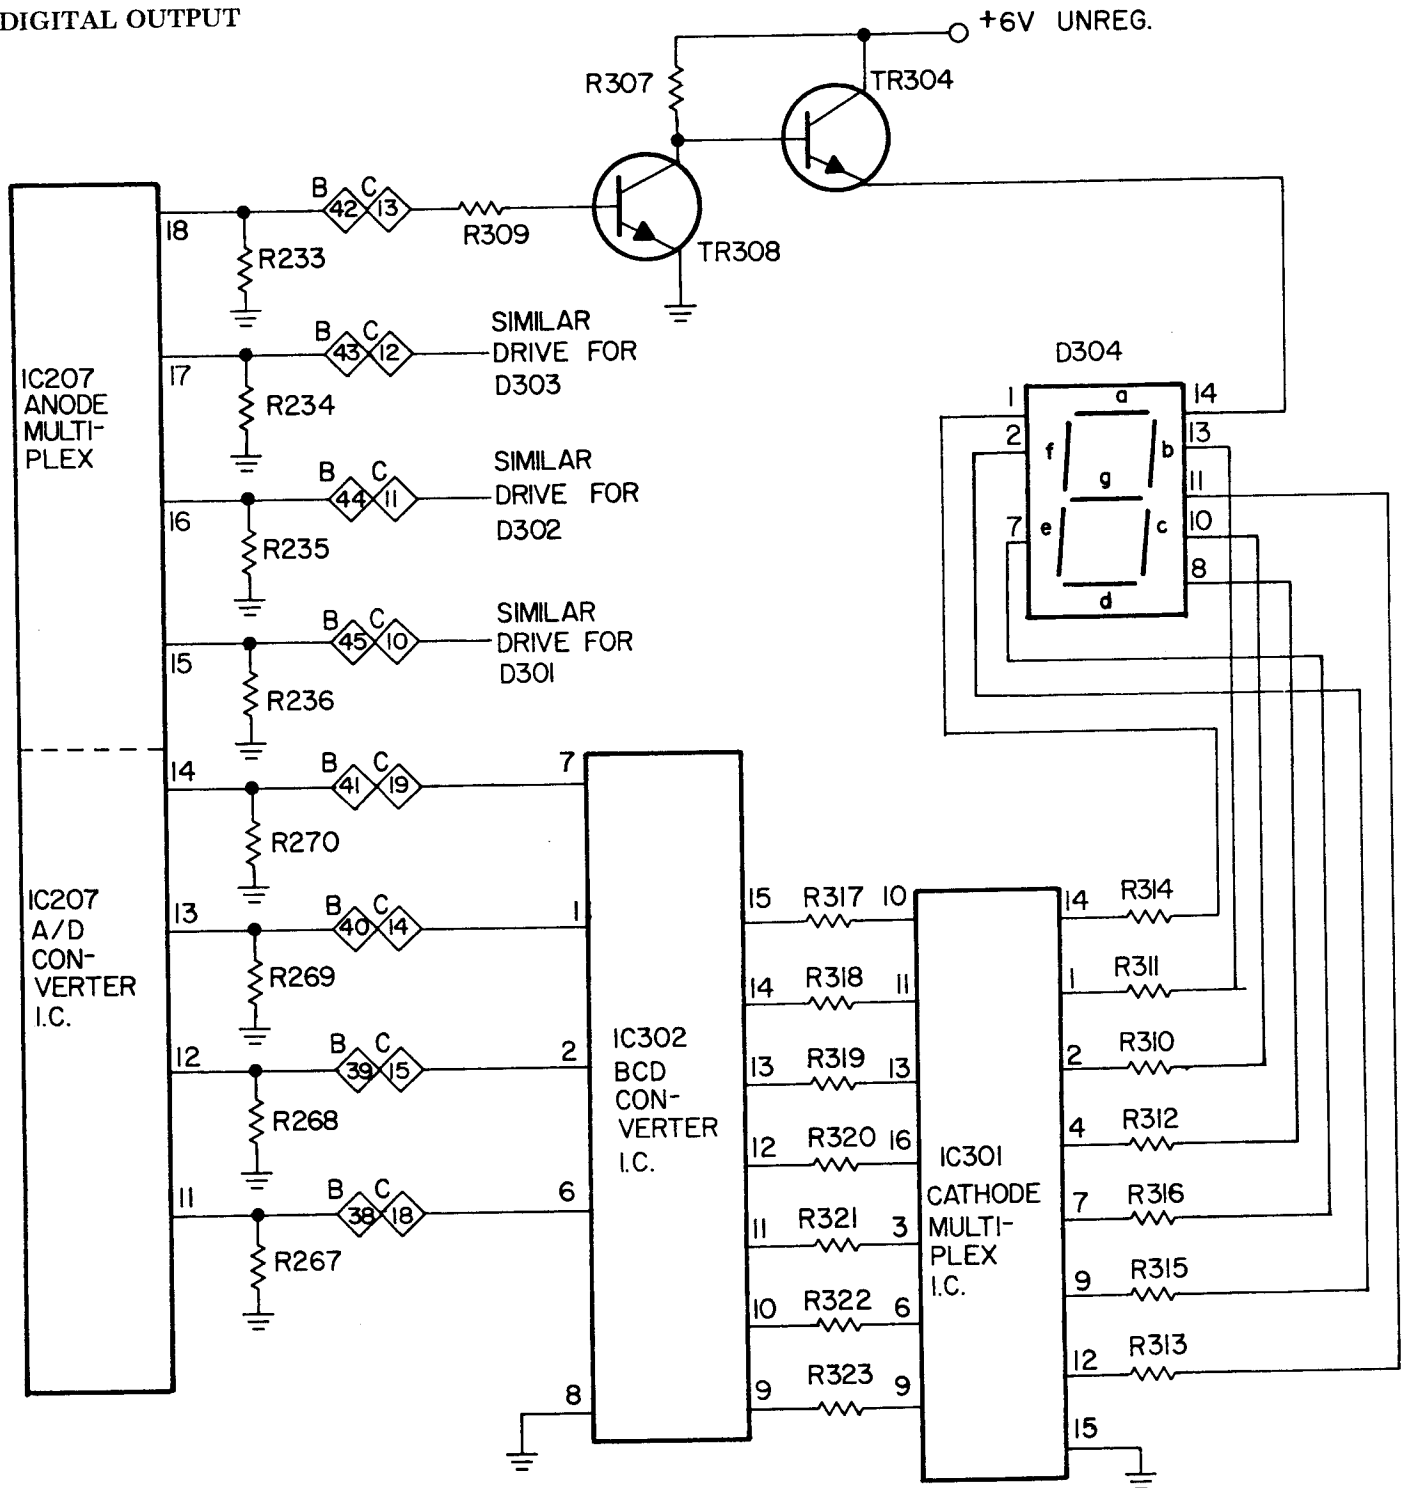 DIGITAL OUTPUT
+6V UNREG.
R307
TR304
B C
42 13
18
R309
R233
TR308
SIMILAR
DRIVE FOR
D303
B C
43 12
17
R234
IC207
ANODE
MULTI-
PLEX
D304
1
2
7
14
13
11
10
8
a
b
c
d
e
f
g
SIMILAR
DRIVE FOR
D302
B C
44 11
16
R235
SIMILAR
DRIVE FOR
D301
B C
45 10
15
R236
14
B C
41 19
7
R270
IC207
A/D
CON-
VERTER
I.C.
13
B C
40 14
1
R269
12
B C
39 15
2
R268
11
B C
38 18
6
R267
8
IC302
BCD
CON-
VERTER
I.C.
15 R317 10
14 R318 11
13 R319 13
12 R320 16
11 R321 3
10 R322 6
9 R323 9
IC301
CATHODE
MULTI-
PLEX
I.C.
14 R314
1 R311
2 R310
4 R312
7 R316
9 R315
12 R313
15